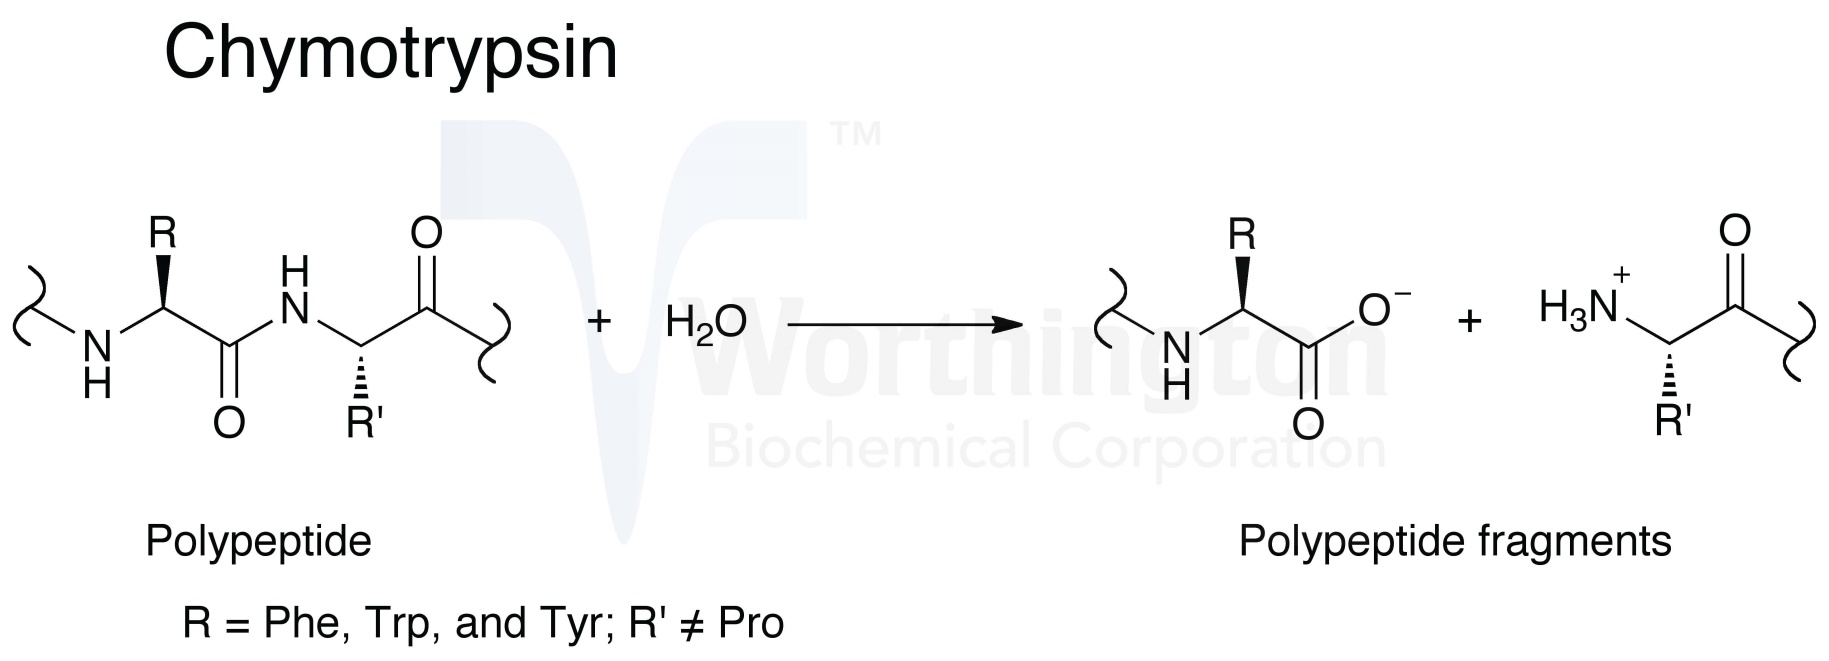 Chymotrypsin
TM
R
O
H
N
N
H
O
R'
+
H₂O
R
O⁻
N
H
O
+
H₃N⁺
O
R'
Worthington
Biochemical Corporation
Polypeptide
Polypeptide fragments
R = Phe, Trp, and Tyr; R' ≠ Pro